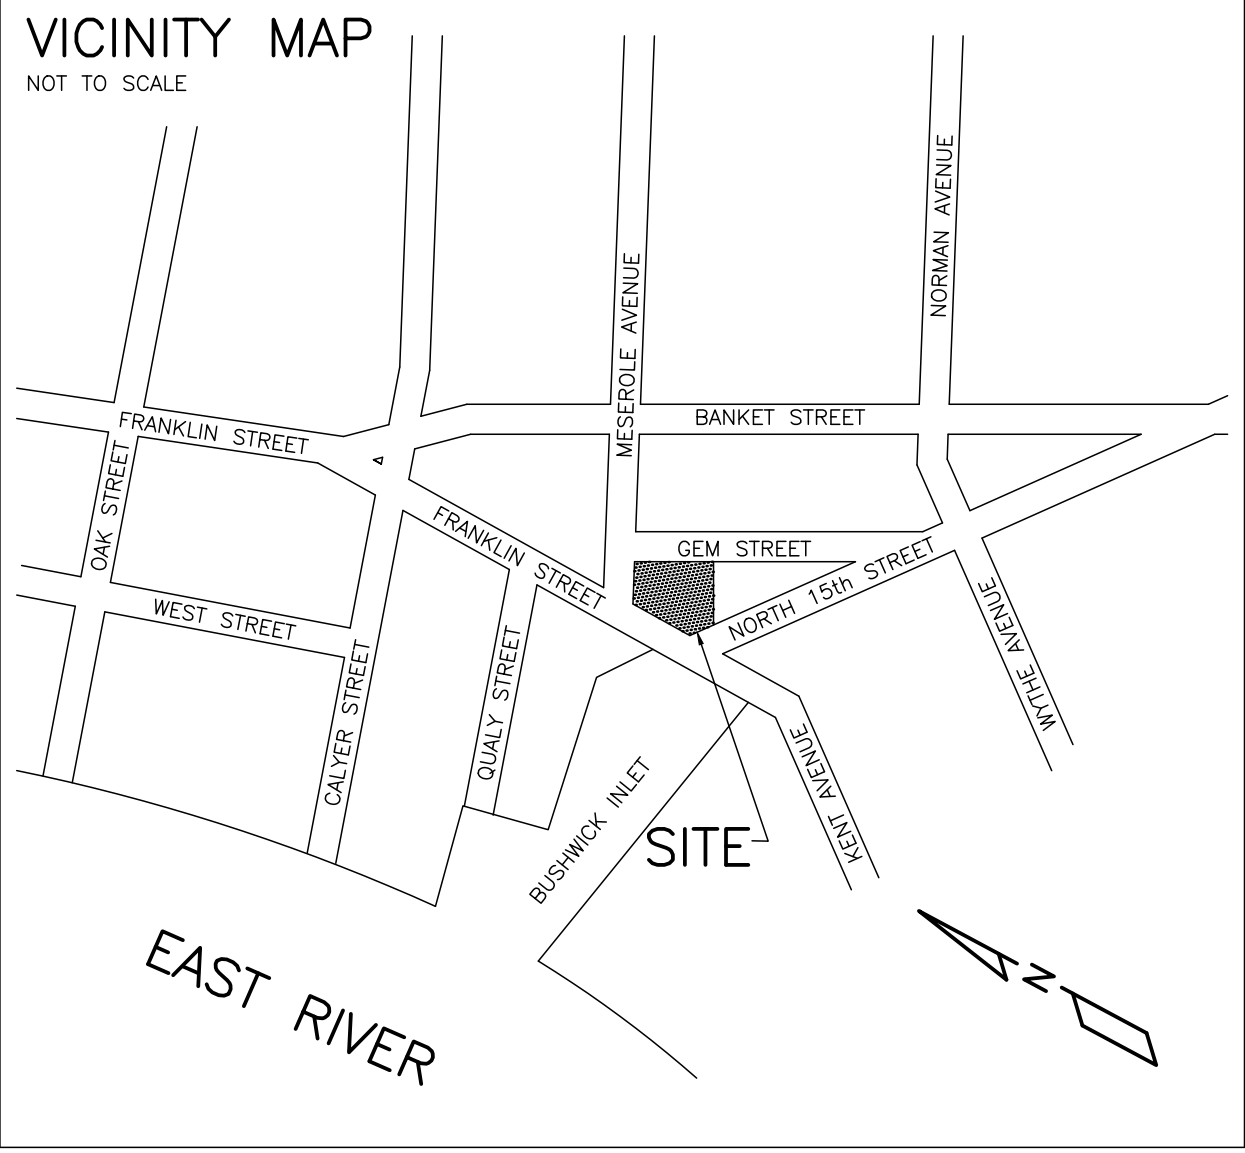 VICINITY MAP
NOT TO SCALE
NORMAN AVENUE
MESEROLE AVENUE
BANKET STREET
FRANKLIN STREET
OAK STREET
FRANKLIN STREET
GEM STREET
NORTH 15th STREET
WEST STREET
WYTHE AVENUE
QUALY STREET
CALYER STREET
KENT AVENUE
BUSHWICK INLET
SITE
EAST RIVER
N